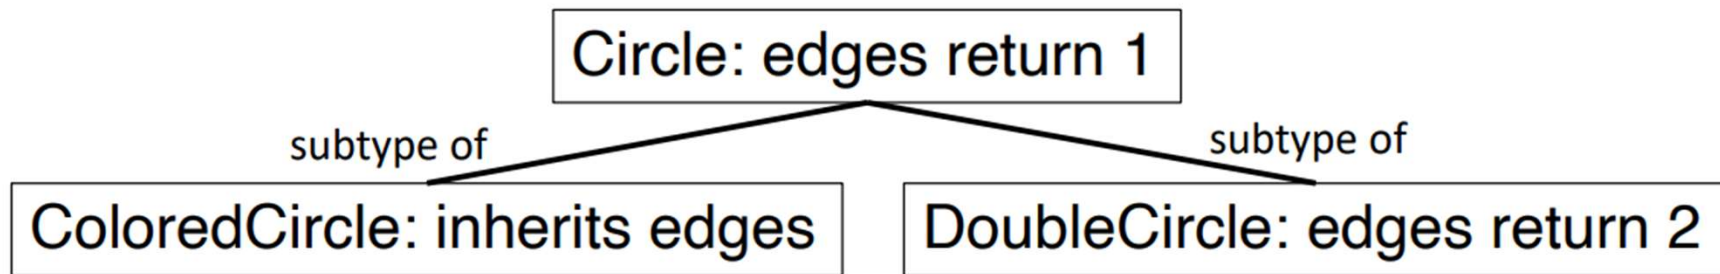 Circle: edges return 1
subtype of
subtype of
ColoredCircle: inherits edges
DoubleCircle: edges return 2